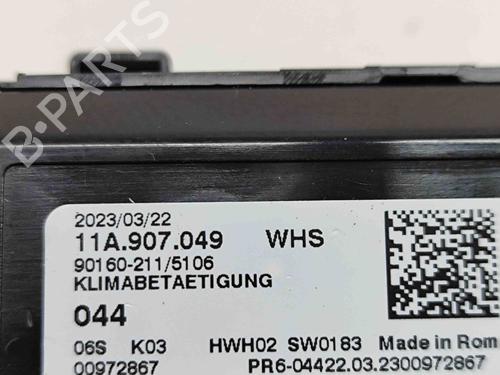 B-PARTS
2023/03/22
11A.907.049 WHS
90160-211/5106
KLIMABETAETIGUNG
044
06S K03 HWH02 SW0183 Made in Rom
00972867 PR6-04422.03.2300972867